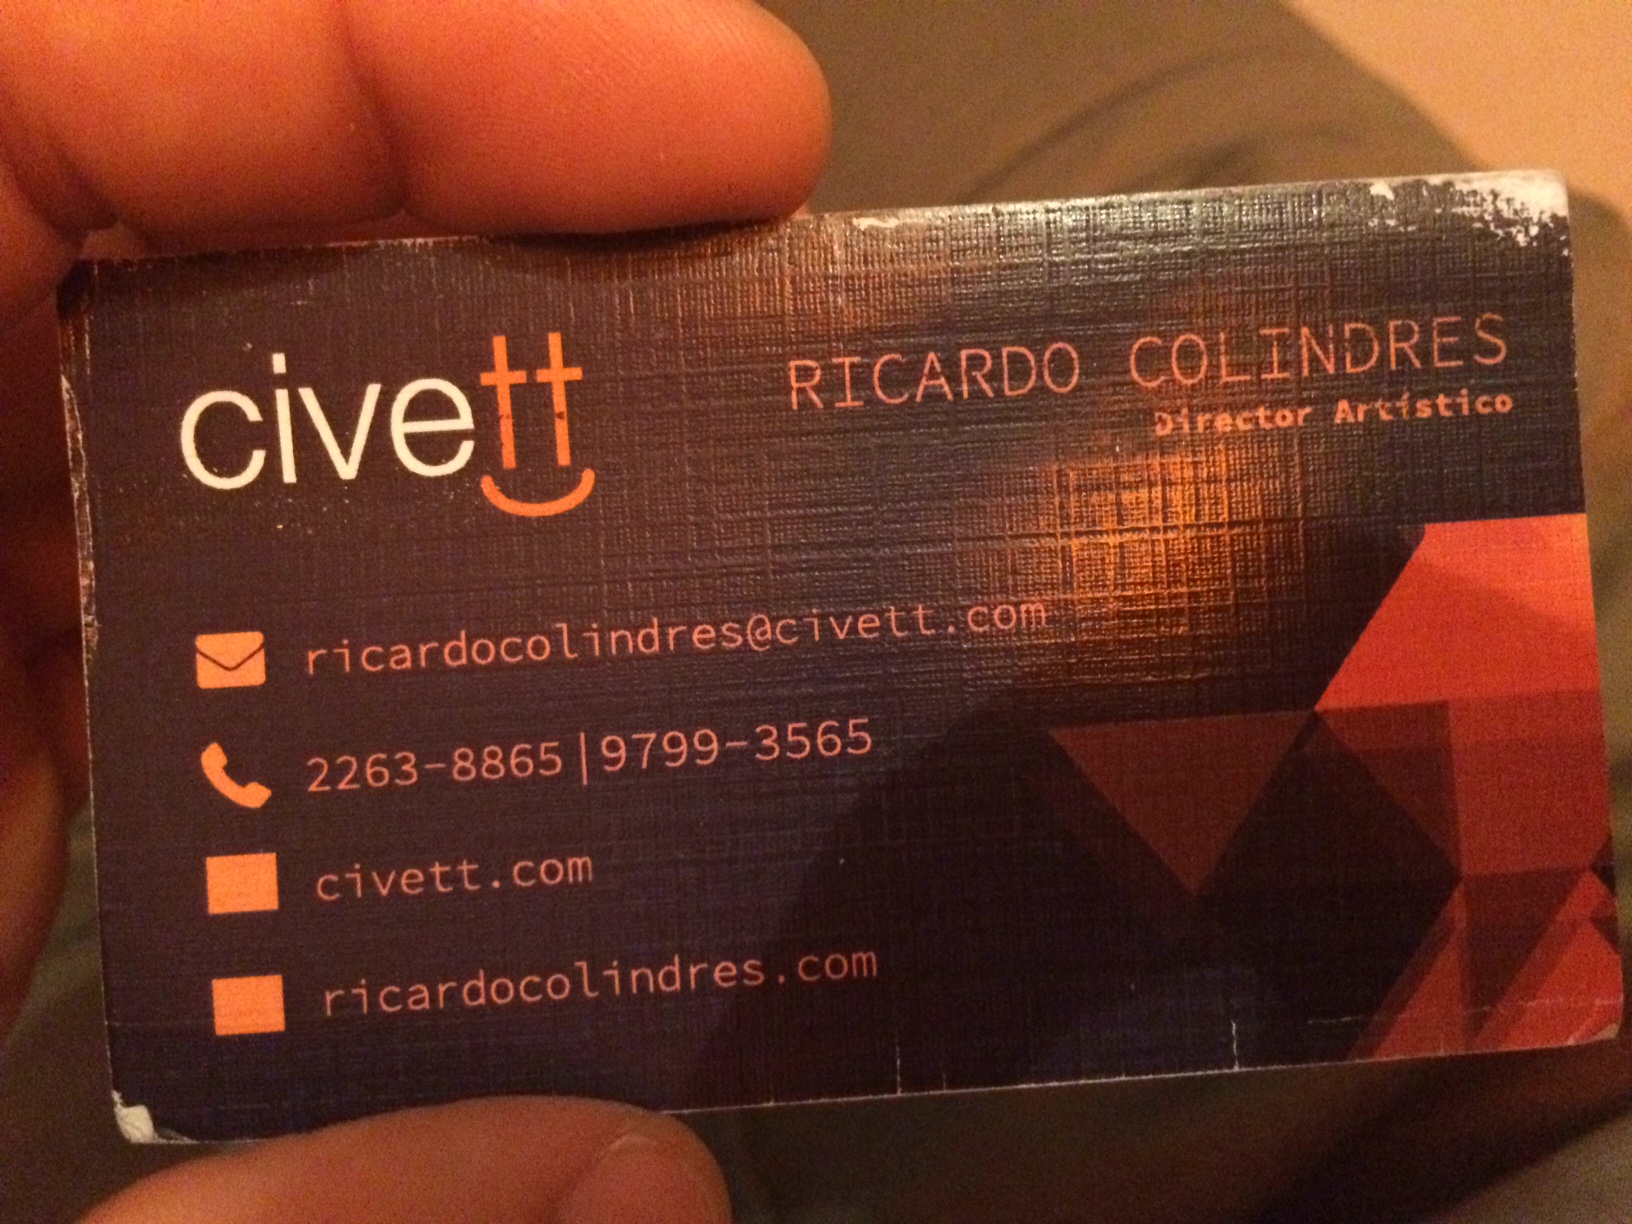 civett
RICARDO COLINDRES
Director Artístico
ricardocolindres@civett.com
2263-8865|9799-3565
civett.com
ricardocolindres.com